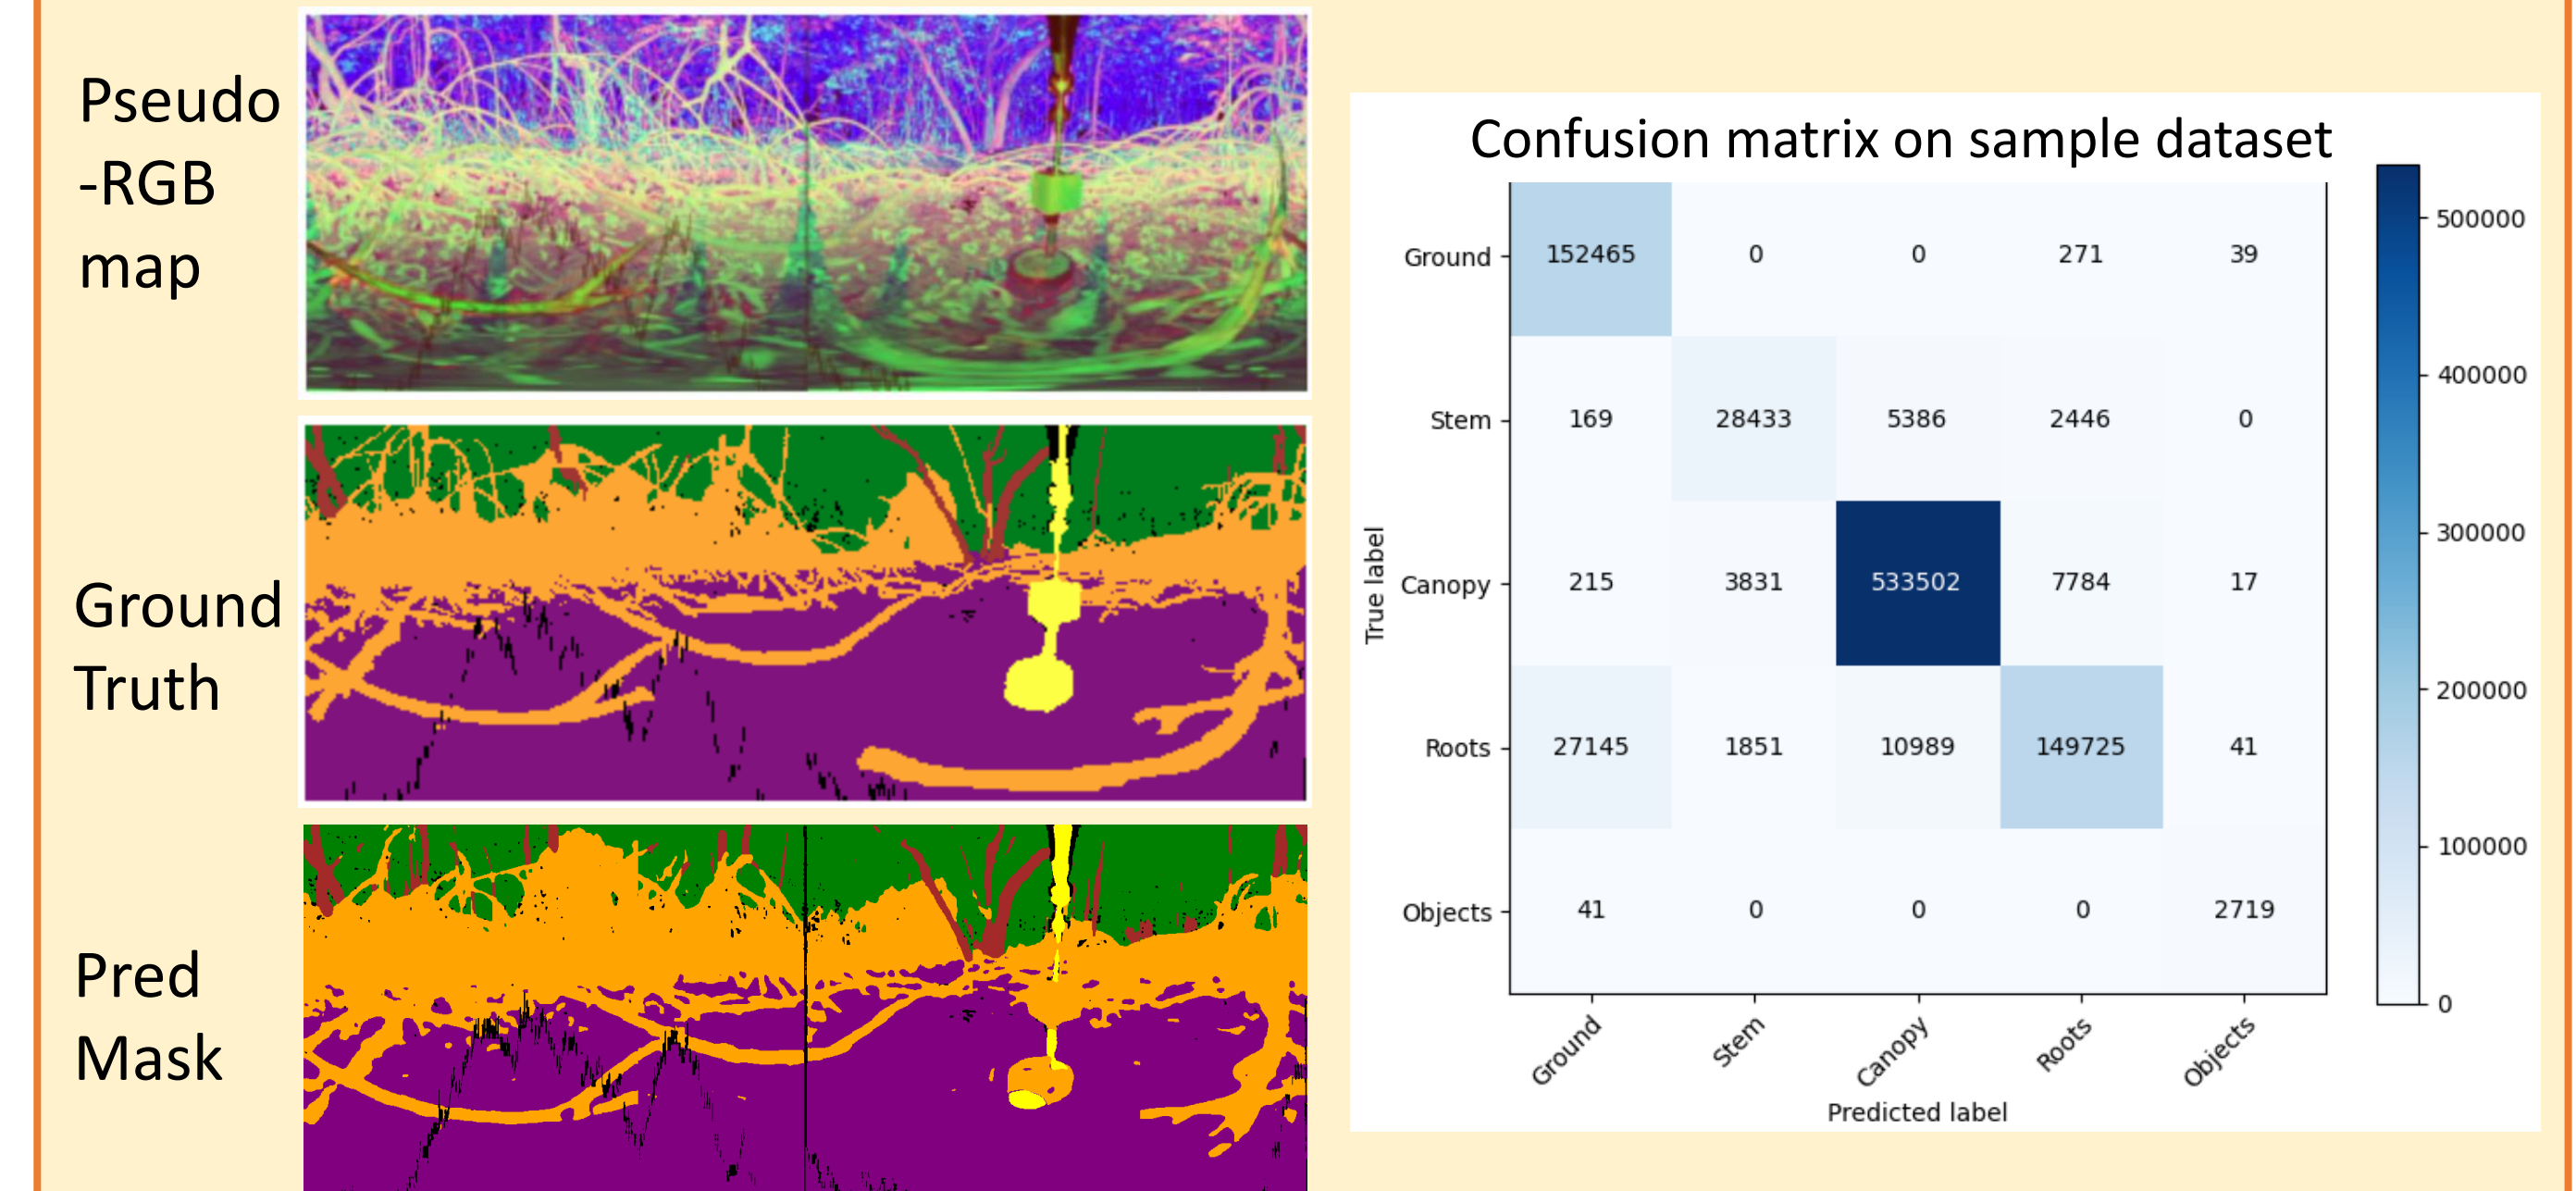 Pseudo
-RGB
map
Ground
Truth
Pred
Mask
Confusion matrix on sample dataset
True label
Ground 152465 0 0 271 39
Stem 169 28433 5386 2446 0
Canopy 215 3831 533502 7784 17
Roots 27145 1851 10989 149725 41
Objects 41 0 0 0 2719
Ground Stem Canopy Roots Objects
Predicted label
500000
400000
300000
200000
100000
0